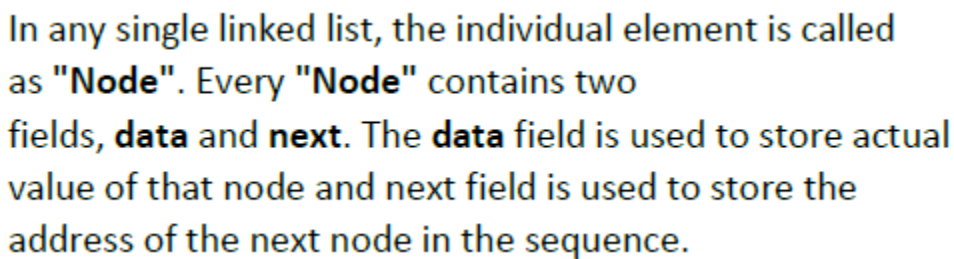 In any single linked list, the individual element is called
as "Node". Every "Node" contains two
fields, data and next. The data field is used to store actual
value of that node and next field is used to store the
address of the next node in the sequence.